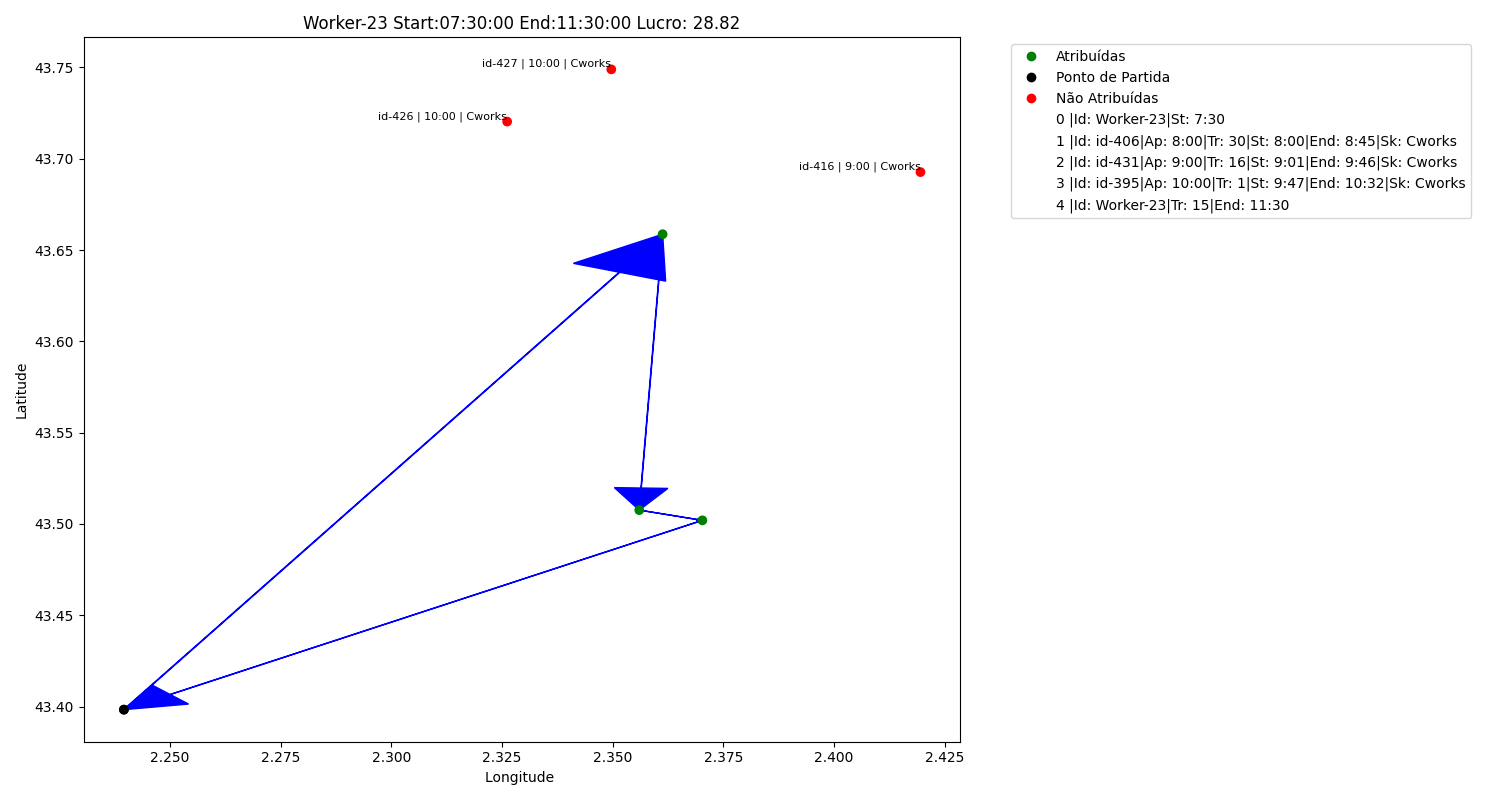 Worker-23 Start:07:30:00 End:11:30:00 Lucro: 28.82
43.75
43.70
43.65
43.60
43.55
43.50
43.45
43.40
Latitude
id-427 | 10:00 | Cworks
id-426 | 10:00 | Cworks
id-416 | 9:00 | Cworks
2.250
2.275
2.300
2.325
2.350
2.375
2.400
2.425
Longitude
Atribuídas
Ponto de Partida
Não Atribuídas
0 |Id: Worker-23|St: 7:30
1 |Id: id-406|Ap: 8:00|Tr: 30|St: 8:00|End: 8:45|Sk: Cworks
2 |Id: id-431|Ap: 9:00|Tr: 16|St: 9:01|End: 9:46|Sk: Cworks
3 |Id: id-395|Ap: 10:00|Tr: 1|St: 9:47|End: 10:32|Sk: Cworks
4 |Id: Worker-23|Tr: 15|End: 11:30